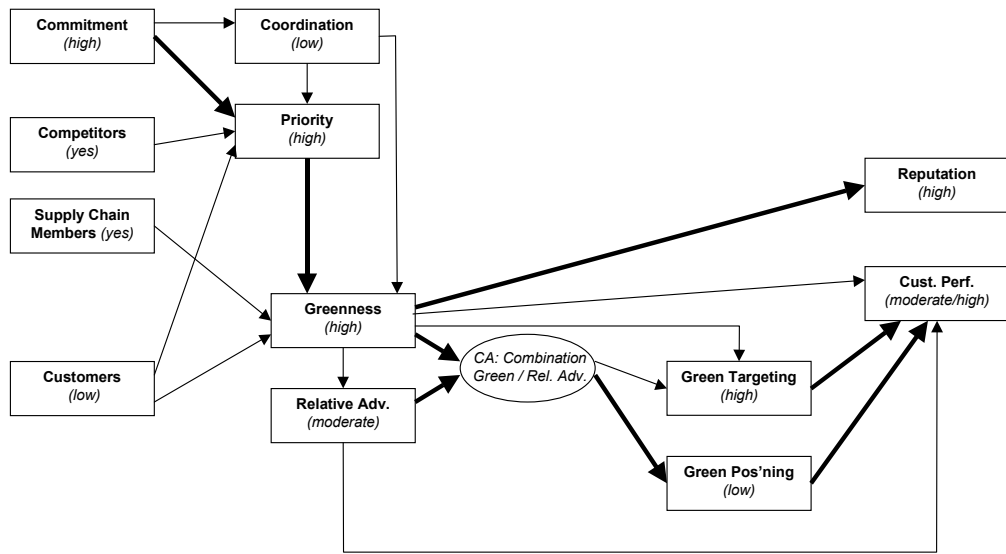 Commitment
(high)
Coordination
(low)
Competitors
(yes)
Priority
(high)
Supply Chain
Members (yes)
Reputation
(high)
Greenness
(high)
Cust. Perf.
(moderate/high)
Customers
(low)
CA: Combination
Green / Rel. Adv.
Green Targeting
(high)
Relative Adv.
(moderate)
Green Pos’ning
(low)